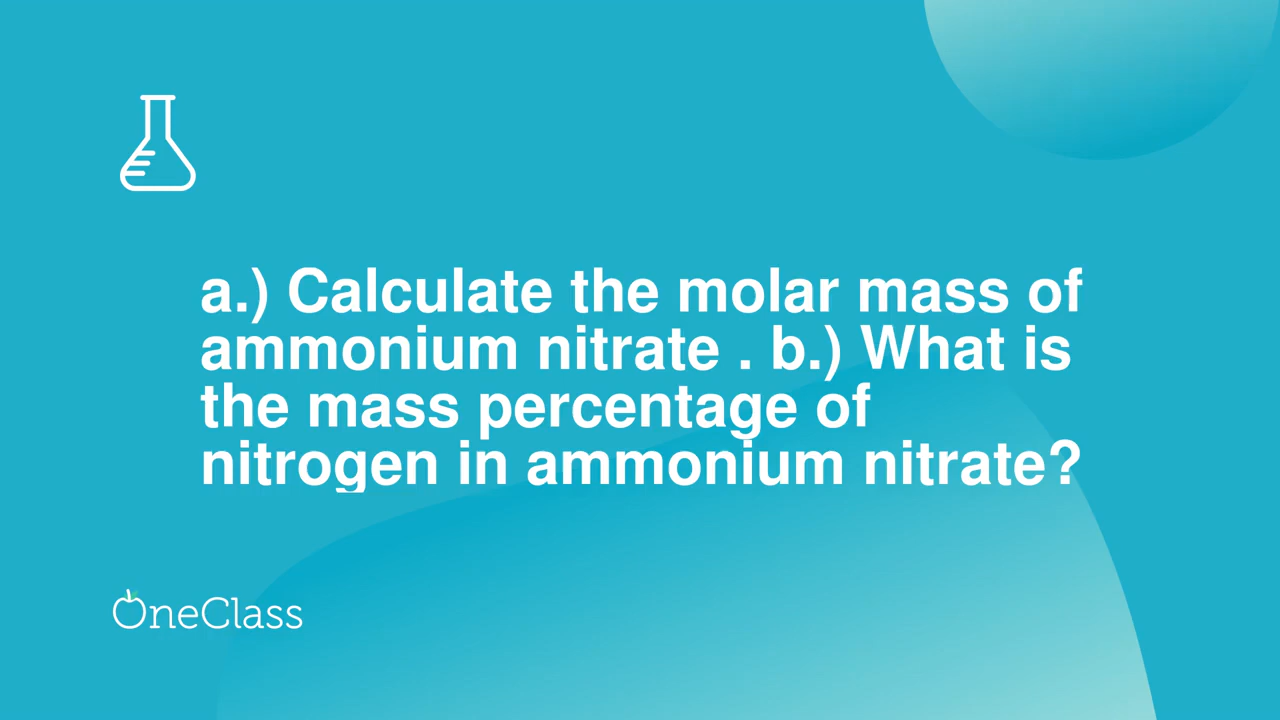 a.) Calculate the molar mass of
ammonium nitrate . b.) What is
the mass percentage of
nitrogen in ammonium nitrate?
OneClass